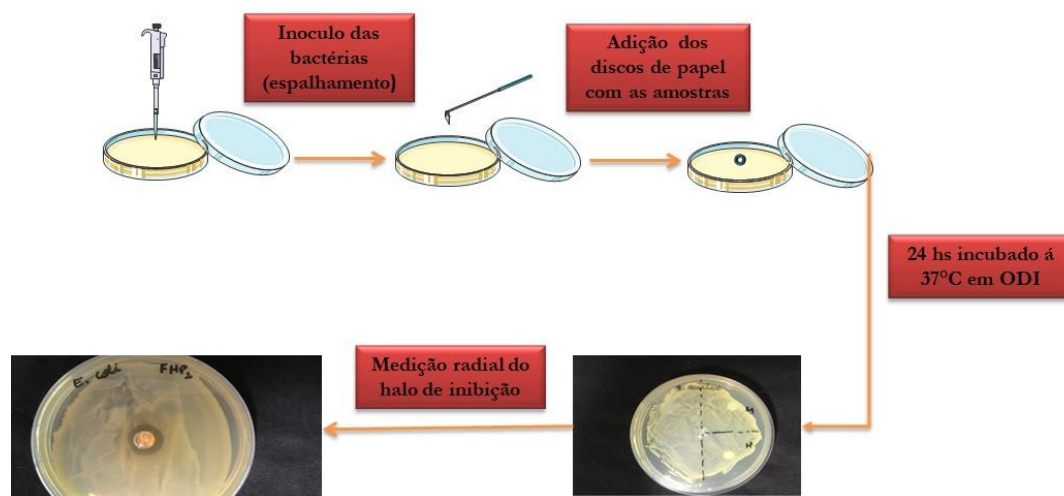 Inoculo das
bactérias
(espalhamento)
Adição dos
discos de papel
com as amostras
24 hs incubado á
37°C em ODI
Medição radial do
halo de inibição
E. coli FHP2